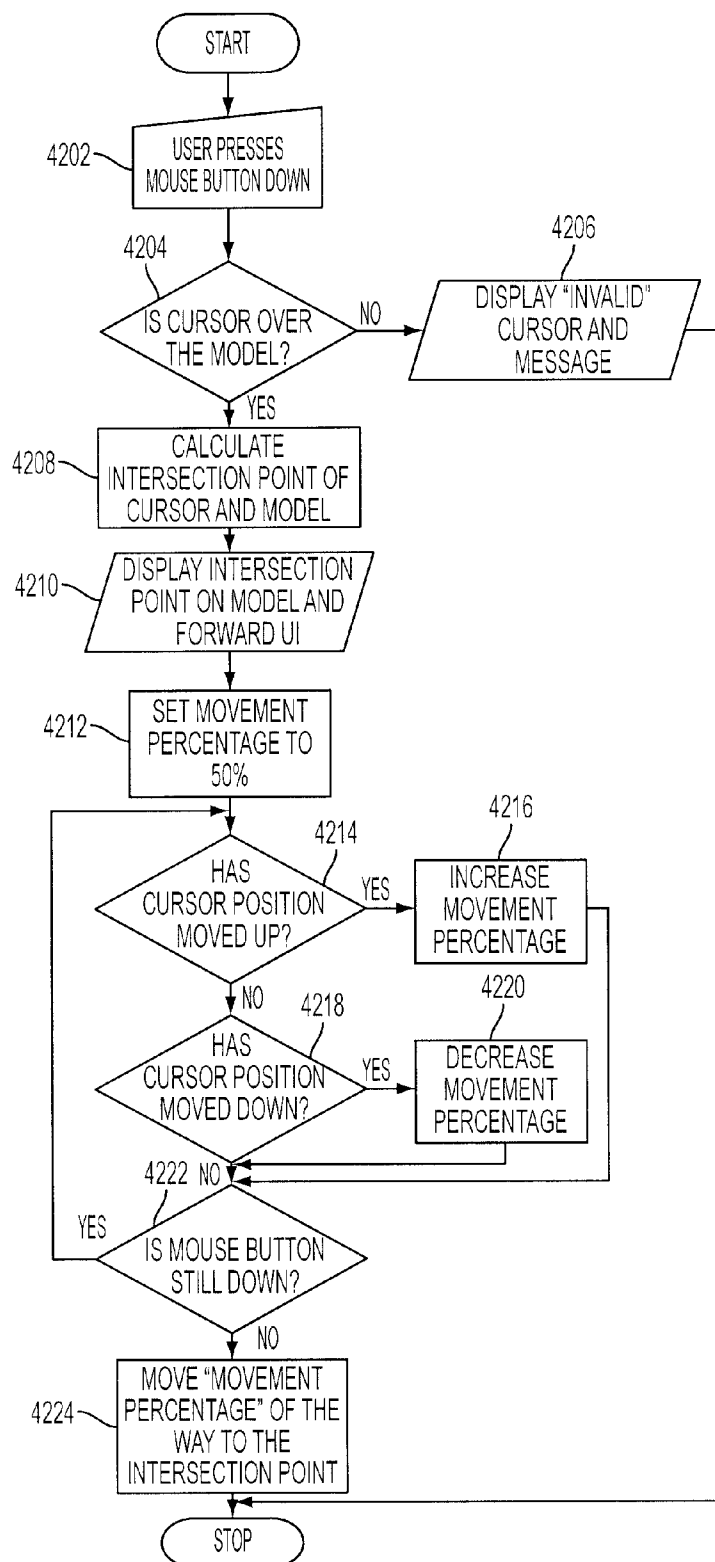 START
4202
USER PRESSES
MOUSE BUTTON DOWN
4204
IS CURSOR OVER
THE MODEL?
NO
4206
DISPLAY "INVALID"
CURSOR AND
MESSAGE
YES
4208
CALCULATE
INTERSECTION POINT OF
CURSOR AND MODEL
4210
DISPLAY INTERSECTION
POINT ON MODEL AND
FORWARD UI
4212
SET MOVEMENT
PERCENTAGE TO
50%
4214
HAS
CURSOR POSITION
MOVED UP?
YES
4216
INCREASE
MOVEMENT
PERCENTAGE
NO
4218
HAS
CURSOR POSITION
MOVED DOWN?
YES
4220
DECREASE
MOVEMENT
PERCENTAGE
NO
4222
YES
IS MOUSE BUTTON
STILL DOWN?
NO
4224
MOVE "MOVEMENT
PERCENTAGE" OF THE
WAY TO THE
INTERSECTION POINT
STOP